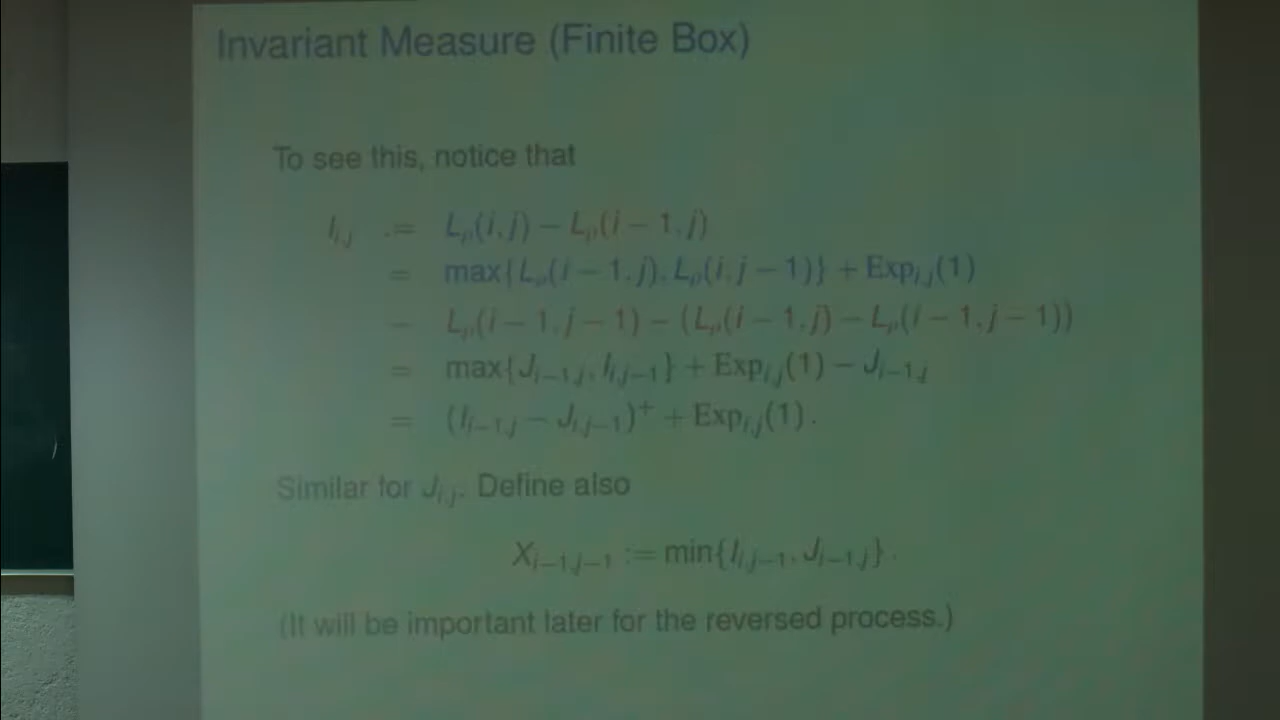 Invariant Measure (Finite Box)
To see this, notice that
I_{i,j} := L_ρ(i,j) − L_ρ(i − 1,j)
= max{L_ρ(i − 1,j), L_ρ(i,j − 1)} + Exp_{i,j}(1)
− L_ρ(i − 1,j − 1) − (L_ρ(i − 1,j) − L_ρ(i − 1,j − 1))
= max{J_{i−1,j}, I_{i,j−1}} + Exp_{i,j}(1) − J_{i−1,j}
= (I_{i−1,j} − J_{i,j−1})⁺ + Exp_{i,j}(1).
Similar for J_{i,j}. Define also
X_{i−1,j−1} := min{I_{i,j−1}, J_{i−1,j}}.
(It will be important later for the reversed process.)